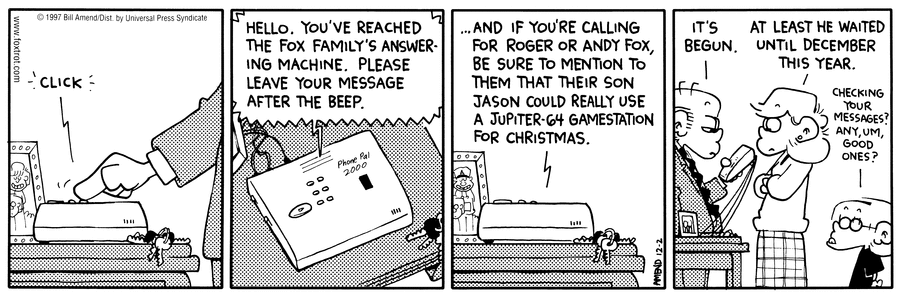 © 1997 Bill Amend/Dist. by Universal Press Syndicate
www.foxtrot.com
CLICK
HELLO. YOU'VE REACHED
THE FOX FAMILY'S ANSWER-
ING MACHINE. PLEASE
LEAVE YOUR MESSAGE
AFTER THE BEEP.
Phone Pal
2000
...AND IF YOU'RE CALLING
FOR ROGER OR ANDY FOX,
BE SURE TO MENTION TO
THEM THAT THEIR SON
JASON COULD REALLY USE
A JUPITER-64 GAMESTATION
FOR CHRISTMAS.
AMEND 12-2
IT'S
BEGUN.
AT LEAST HE WAITED
UNTIL DECEMBER
THIS YEAR.
CHECKING
YOUR
MESSAGES?
ANY, UM,
GOOD
ONES?